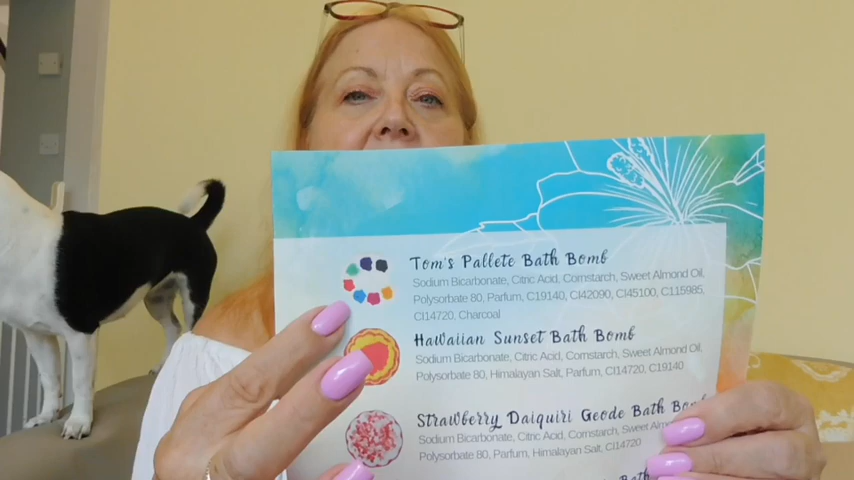 Tom's Pallete Bath Bomb
Sodium Bicarbonate, Citric Acid, Cornstarch, Sweet Almond Oil,
Polysorbate 80, Parfum, C19140, CI42090, CI45100, C115985,
CI14720, Charcoal
Hawaiian Sunset Bath Bomb
Sodium Bicarbonate, Citric Acid, Cornstarch, Sweet Almond Oil,
Polysorbate 80, Himalayan Salt, Parfum, CI14720, C19140
Strawberry Daiquiri Geode Bath Bomb
Sodium Bicarbonate, Citric Acid, Cornstarch, Sweet
Polysorbate 80, Parfum, Himalayan Salt, CI14720
Bath